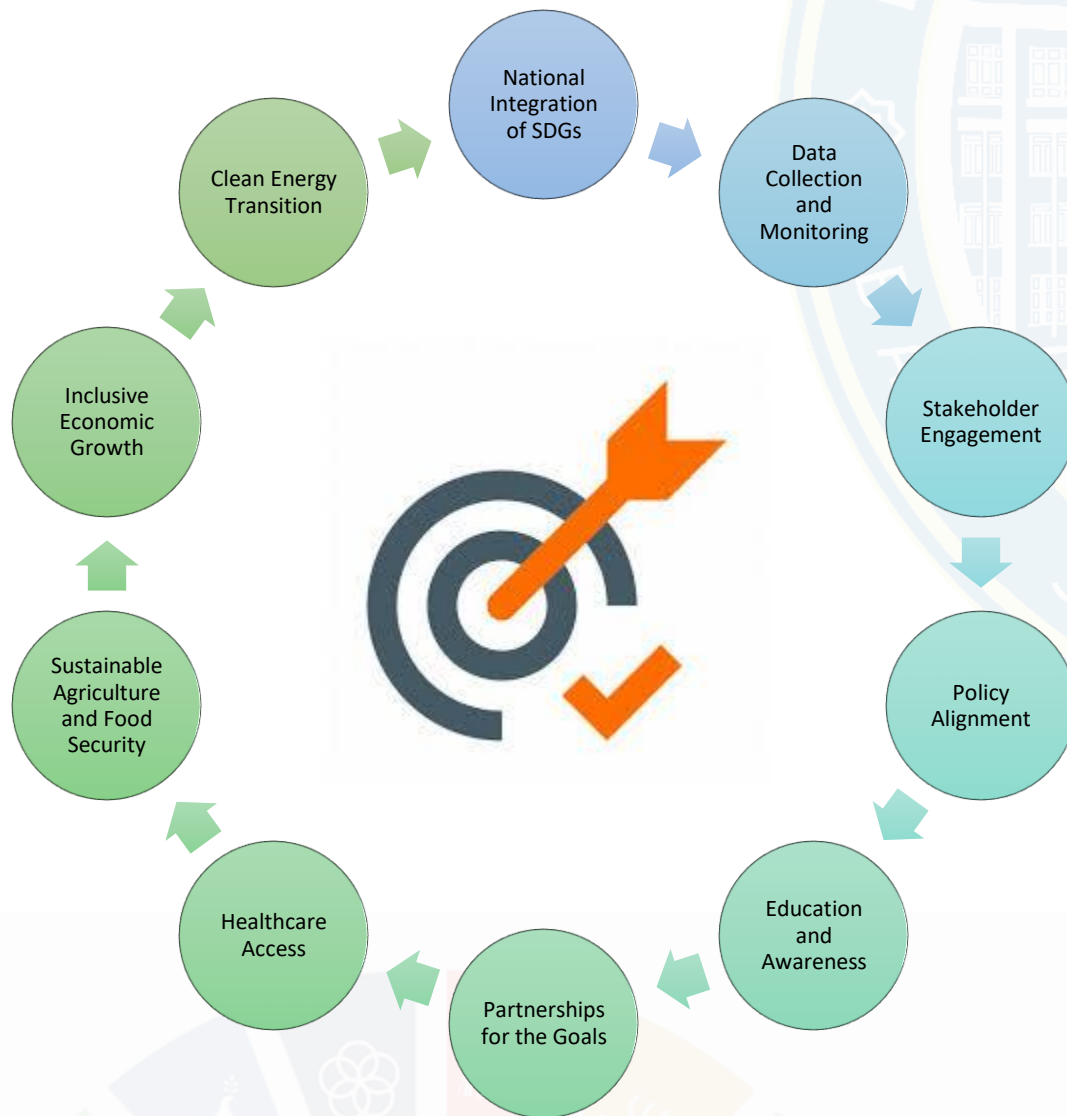 National
Integration
of SDGs
Data
Collection
and
Monitoring
Stakeholder
Engagement
Policy
Alignment
Education
and
Awareness
Partnerships
for the Goals
Healthcare
Access
Sustainable
Agriculture
and Food
Security
Inclusive
Economic
Growth
Clean Energy
Transition